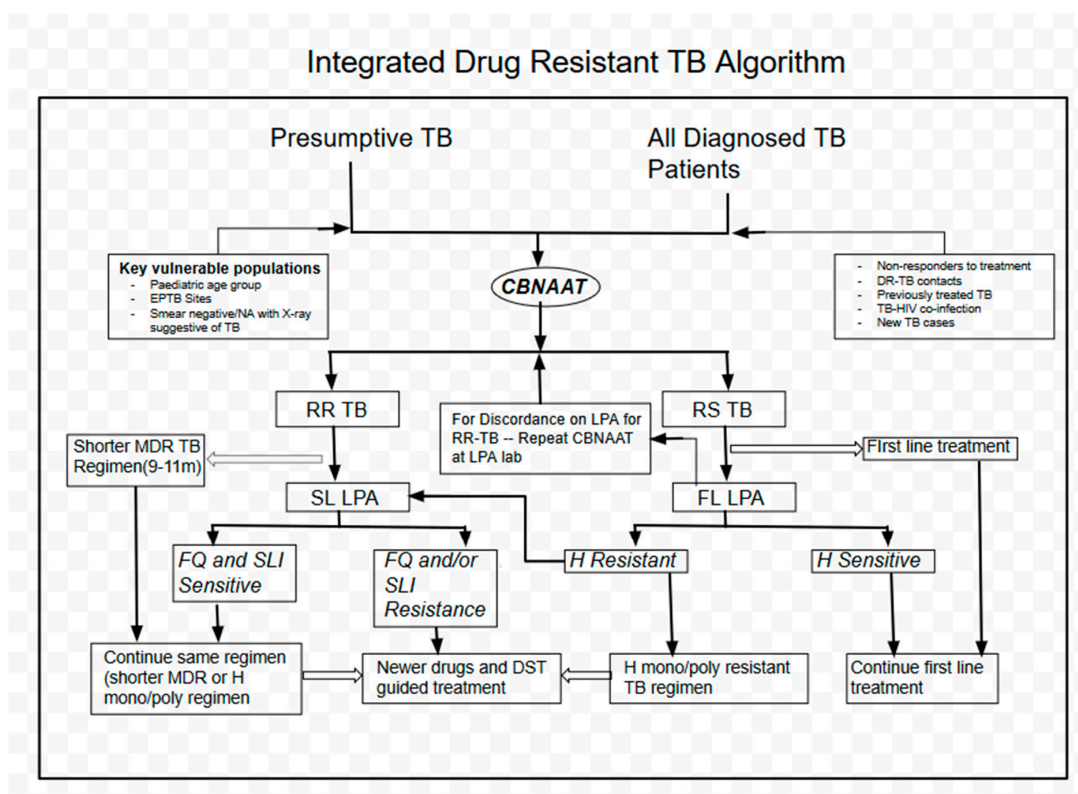 Integrated Drug Resistant TB Algorithm
Presumptive TB
All Diagnosed TB
Patients
Key vulnerable populations
- Paediatric age group
- EPTB Sites
- Smear negative/NA with X-ray
suggestive of TB
CBNAAT
- Non-responders to treatment
- DR-TB contacts
- Previously treated TB
- TB-HIV co-infection
- New TB cases
RR TB
For Discordance on LPA for
RR-TB -- Repeat CBNAAT
at LPA lab
RS TB
Shorter MDR TB
Regimen(9-11m)
FIrst line treatment
SL LPA
FL LPA
FQ and SLI
Sensitive
FQ and/or
SLI
Resistance
H Resistant
H Sensitive
Continue same regimen
(shorter MDR or H
mono/poly regimen
Newer drugs and DST
guided treatment
H mono/poly resistant
TB regimen
Continue first line
treatment